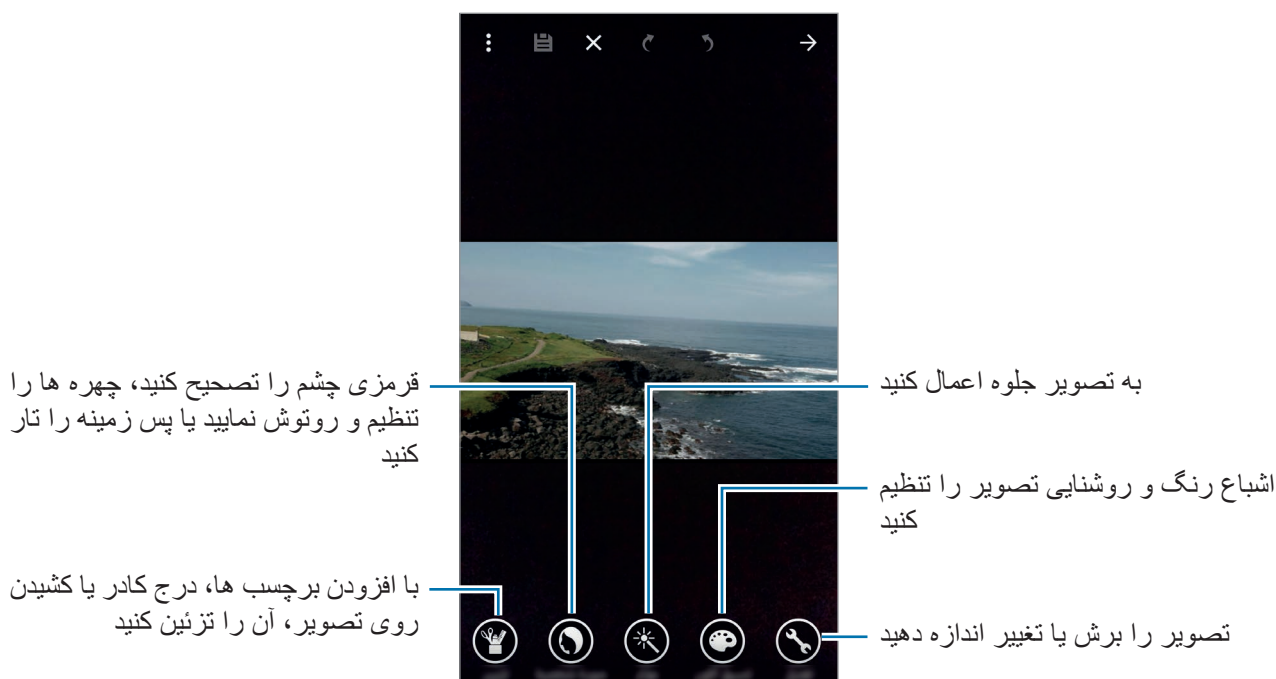 به تصویر جلوه اعمال کنید
اشباع رنگ و روشنایی تصویر را تنظیم
کنید
تصویر را برش یا تغییر اندازه دهید
قرمزی چشم را تصحیح کنید، چهره ها را
تنظیم و روتوش نمایید یا پس زمینه را تار
کنید
با افزودن برچسب ها، درج کادر یا کشیدن
روی تصویر، آن را تزئین کنید